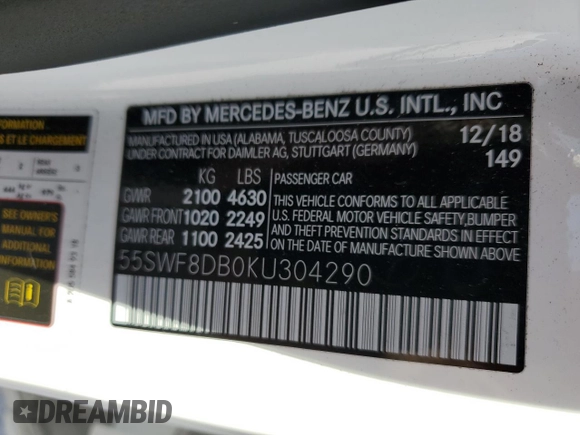 MFD BY MERCEDES-BENZ U.S. INTL., INC
MANUFACTURED IN USA (ALABAMA, TUSCALOOSA COUNTY) 12/18
UNDER CONTRACT FOR DAIMLER AG, STUTTGART (GERMANY) 149
KG LBS PASSENGER CAR
GVWR 2100 4630
GAWR FRONT 1020 2249
GAWR REAR 1100 2425
THIS VEHICLE CONFORMS TO ALL APPLICABLE
U.S. FEDERAL MOTOR VEHICLE SAFETY, BUMPER
AND THEFT PREVENTION STANDARDS IN EFFECT
ON THE DATE OF MANUFACTURE SHOWN ABOVE
55SWF8DB0KU304290
FORMATION
ET LE CHARGEMENT
SEE OWNER'S
MANUAL FOR
ADDITIONAL
INFORMATION
DREAMBID